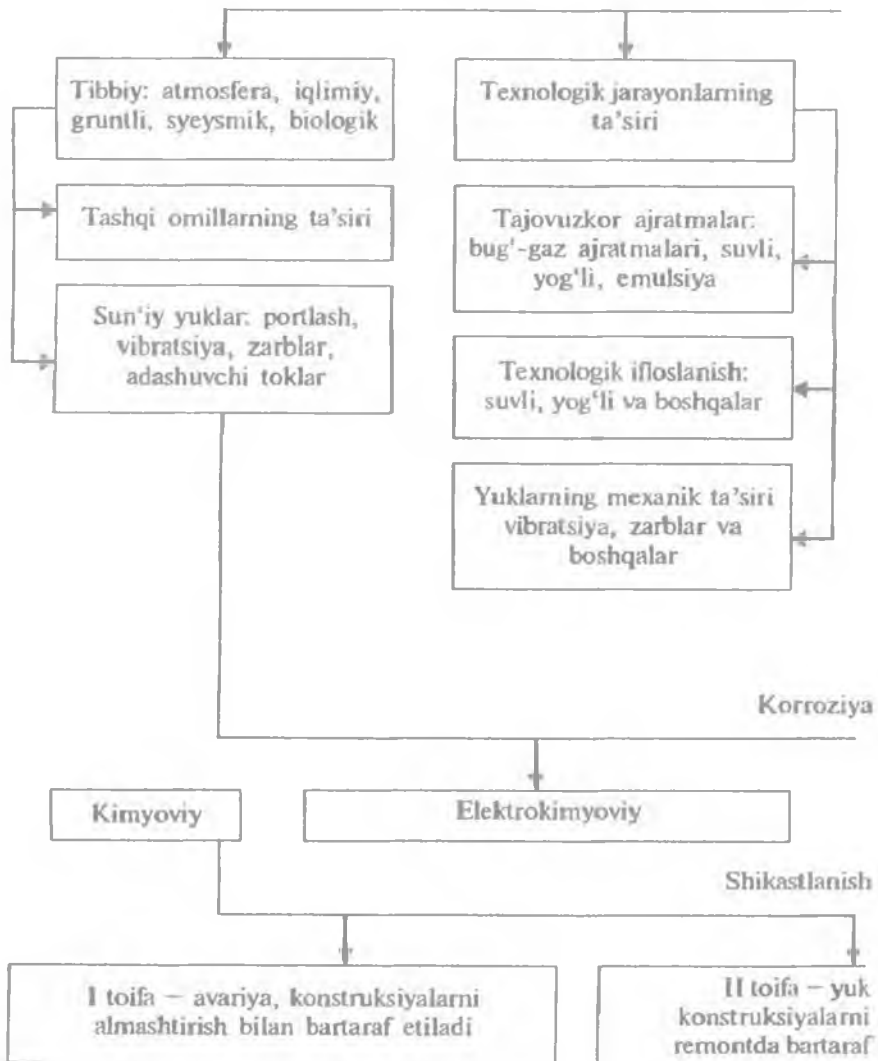 Tibbiy: atmosfera, iqlimiy,
gruntli, syeysmik, biologik
Tashqi omillarning ta'siri
Sun'iy yuklar: portlash,
vibratsiya, zarblar,
adashuvchi toklar
Texnologik jarayonlarning
ta'siri
Tajovuzkor ajratmalar:
bug'-gaz ajratmalari, suvli,
yog'li, emulsiya
Texnologik ifloslanish:
suvli, yog'li va boshqalar
Yuklarning mexanik ta'siri
vibratsiya, zarblar va
boshqalar
Korroziya
Kimyoviy
Elektrokimyoviy
Shikastlanish
I toifa — avariya, konstruksiyalarni
almashtirish bilan bartaraf etiladi
II toifa — yuk
konstruksiyalarni
remontda bartaraf